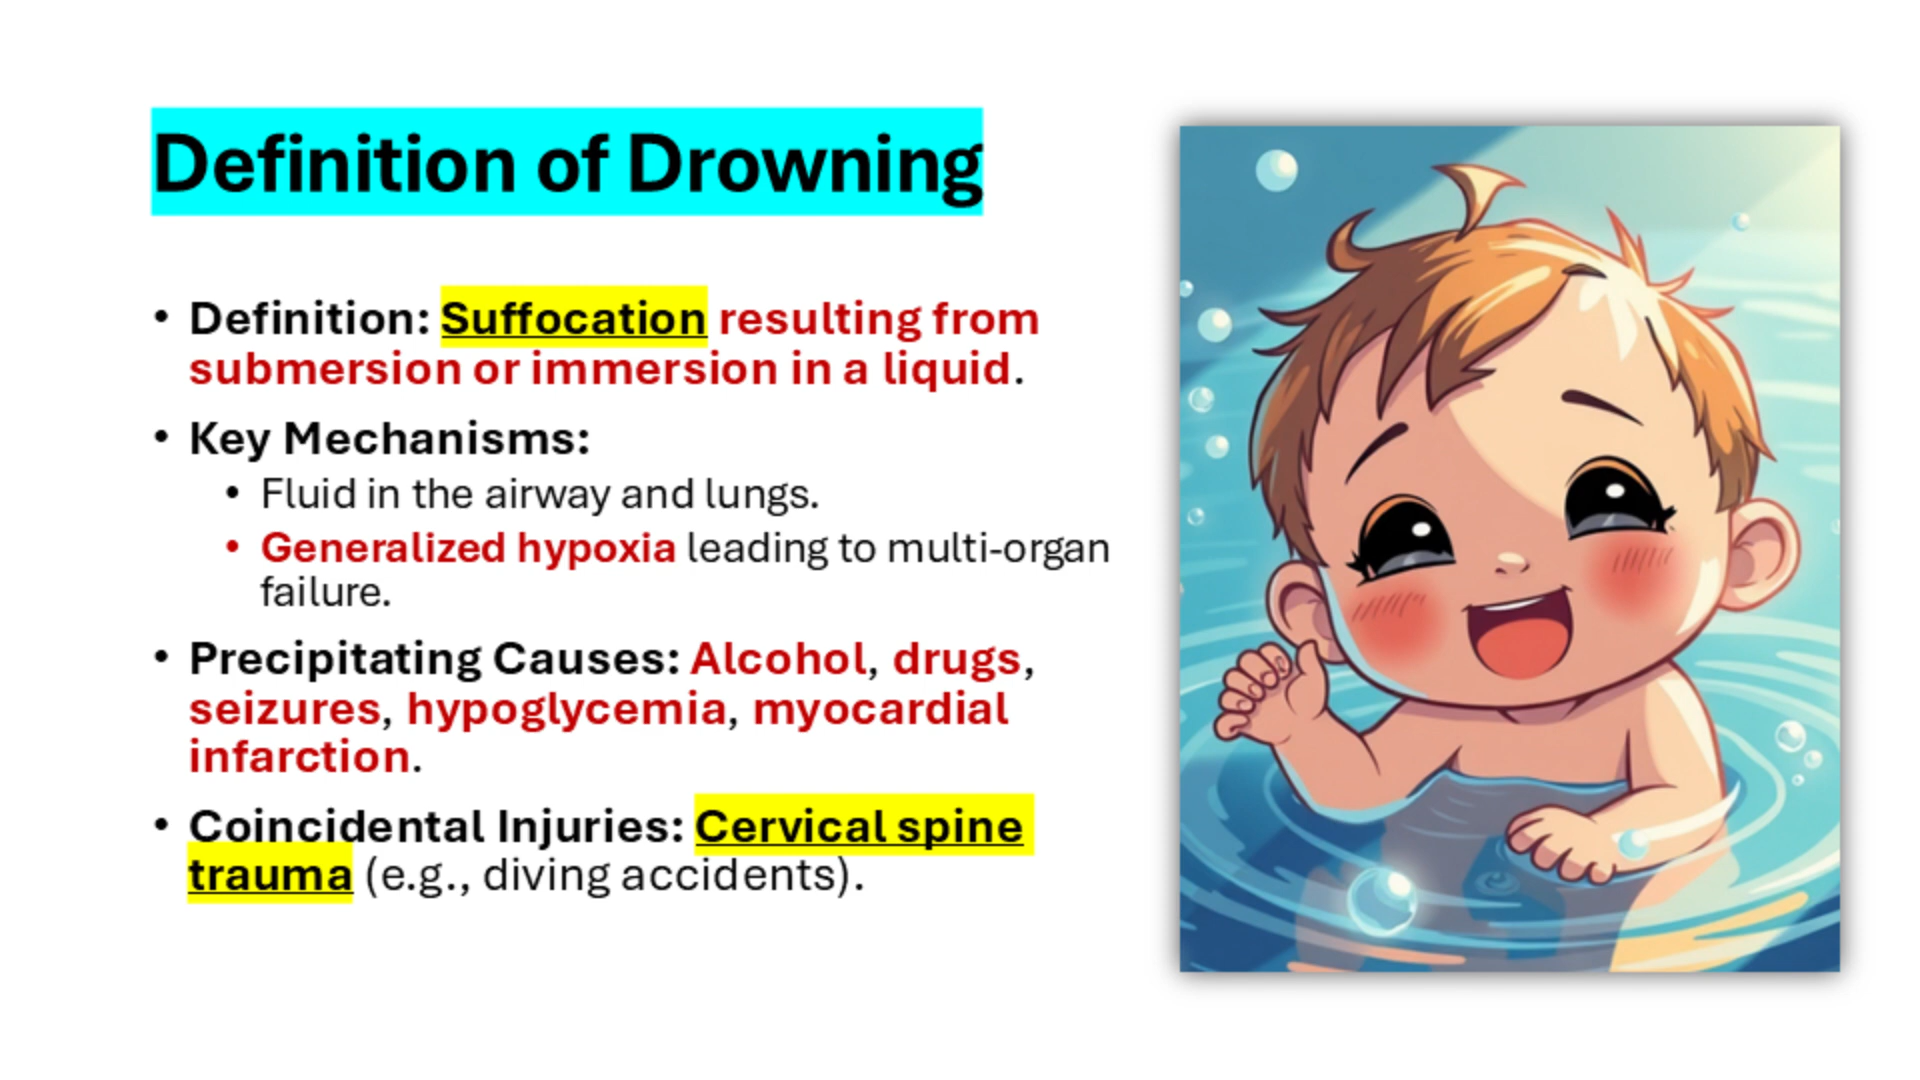 Definition of Drowning
• Definition: Suffocation resulting from
submersion or immersion in a liquid.
• Key Mechanisms:
• Fluid in the airway and lungs.
• Generalized hypoxia leading to multi-organ
failure.
• Precipitating Causes: Alcohol, drugs,
seizures, hypoglycemia, myocardial
infarction.
• Coincidental Injuries: Cervical spine
trauma (e.g., diving accidents).